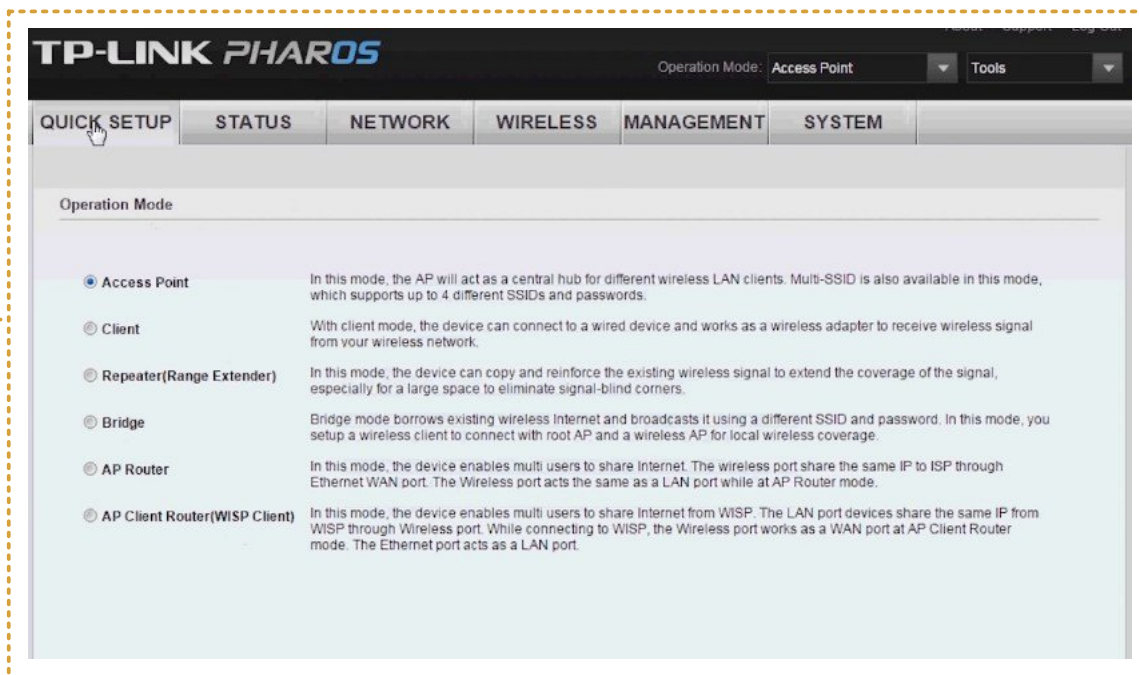 About Support Log Out
TP-LINK PHAROS
Operation Mode: Access Point Tools
QUICK SETUP STATUS NETWORK WIRELESS MANAGEMENT SYSTEM
Operation Mode
Access Point In this mode, the AP will act as a central hub for different wireless LAN clients. Multi-SSID is also available in this mode,
which supports up to 4 different SSIDs and passwords.
Client With client mode, the device can connect to a wired device and works as a wireless adapter to receive wireless signal
from your wireless network.
Repeater(Range Extender) In this mode, the device can copy and reinforce the existing wireless signal to extend the coverage of the signal,
especially for a large space to eliminate signal-blind corners.
Bridge Bridge mode borrows existing wireless Internet and broadcasts it using a different SSID and password. In this mode, you
setup a wireless client to connect with root AP and a wireless AP for local wireless coverage.
AP Router In this mode, the device enables multi users to share Internet. The wireless port share the same IP to ISP through
Ethernet WAN port. The Wireless port acts the same as a LAN port while at AP Router mode.
AP Client Router(WISP Client) In this mode, the device enables multi users to share Internet from WISP. The LAN port devices share the same IP from
WISP through Wireless port. While connecting to WISP, the Wireless port works as a WAN port at AP Client Router
mode. The Ethernet port acts as a LAN port.